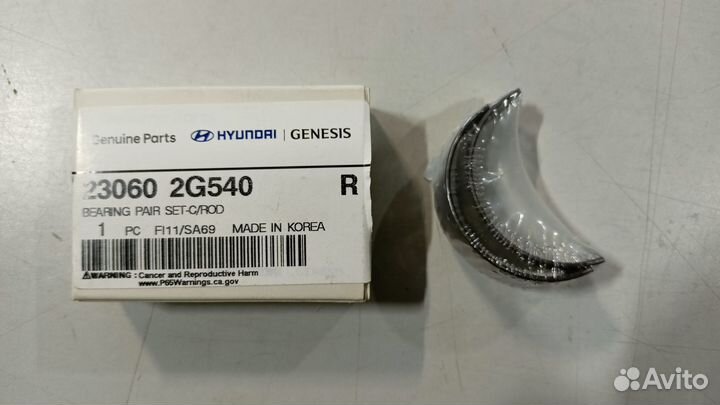 Genuine Parts HYUNDAI | GENESIS
23060 2G540 R
BEARING PAIR SET-C/ROD
1 PC FI11/SA69 MADE IN KOREA
WARNING : Cancer and Reproductive Harm
www.P65Warnings.ca.gov
Avito